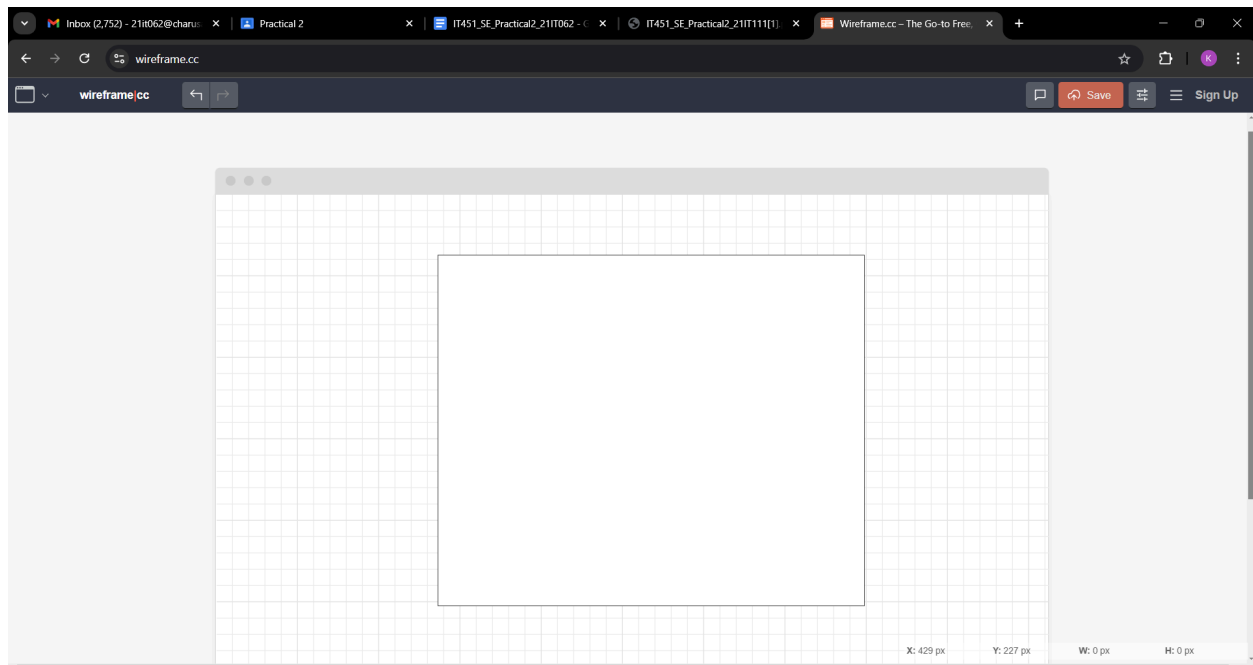 Inbox (2,752) - 21it062@charus
Practical 2
IT451_SE_Practical2_21IT062 - G
IT451_SE_Practical2_21IT111[1].
Wireframe.cc – The Go-to Free,
wireframe.cc
K
wireframe|cc
Save
Sign Up
X: 429 px
Y: 227 px
W: 0 px
H: 0 px